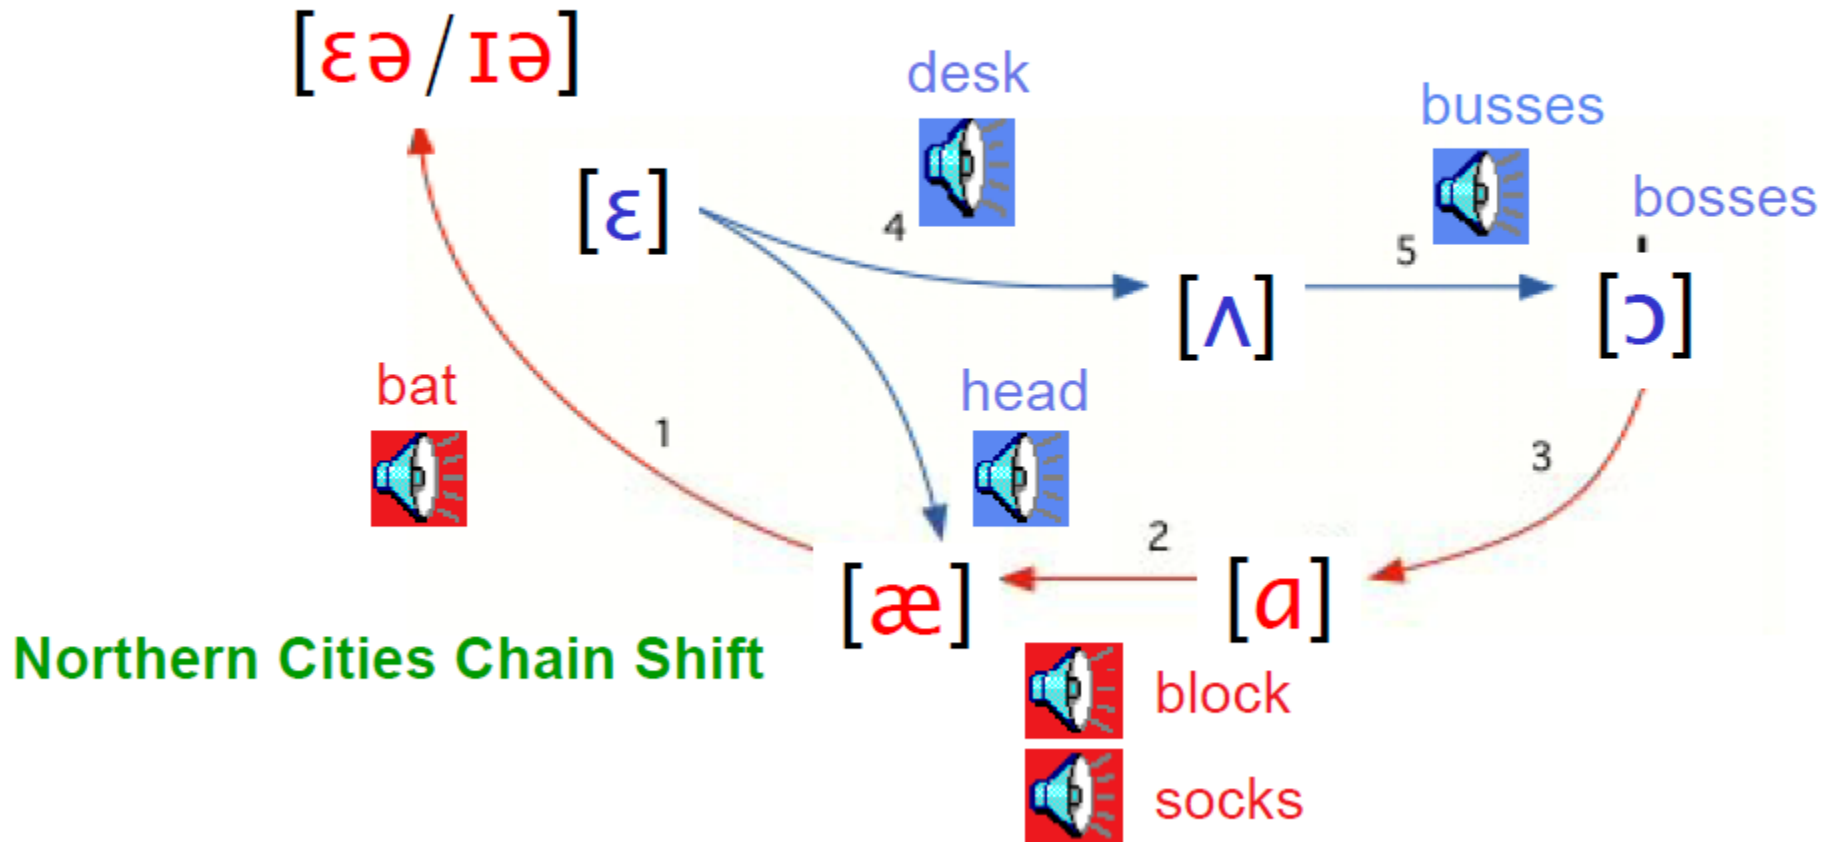 [ɛə/ɪə]
desk
busses
[ɛ]
4
bosses
5
[ʌ]
[ɔ]
bat
head
1
3
2
[æ]
[ɑ]
Northern Cities Chain Shift
block
socks